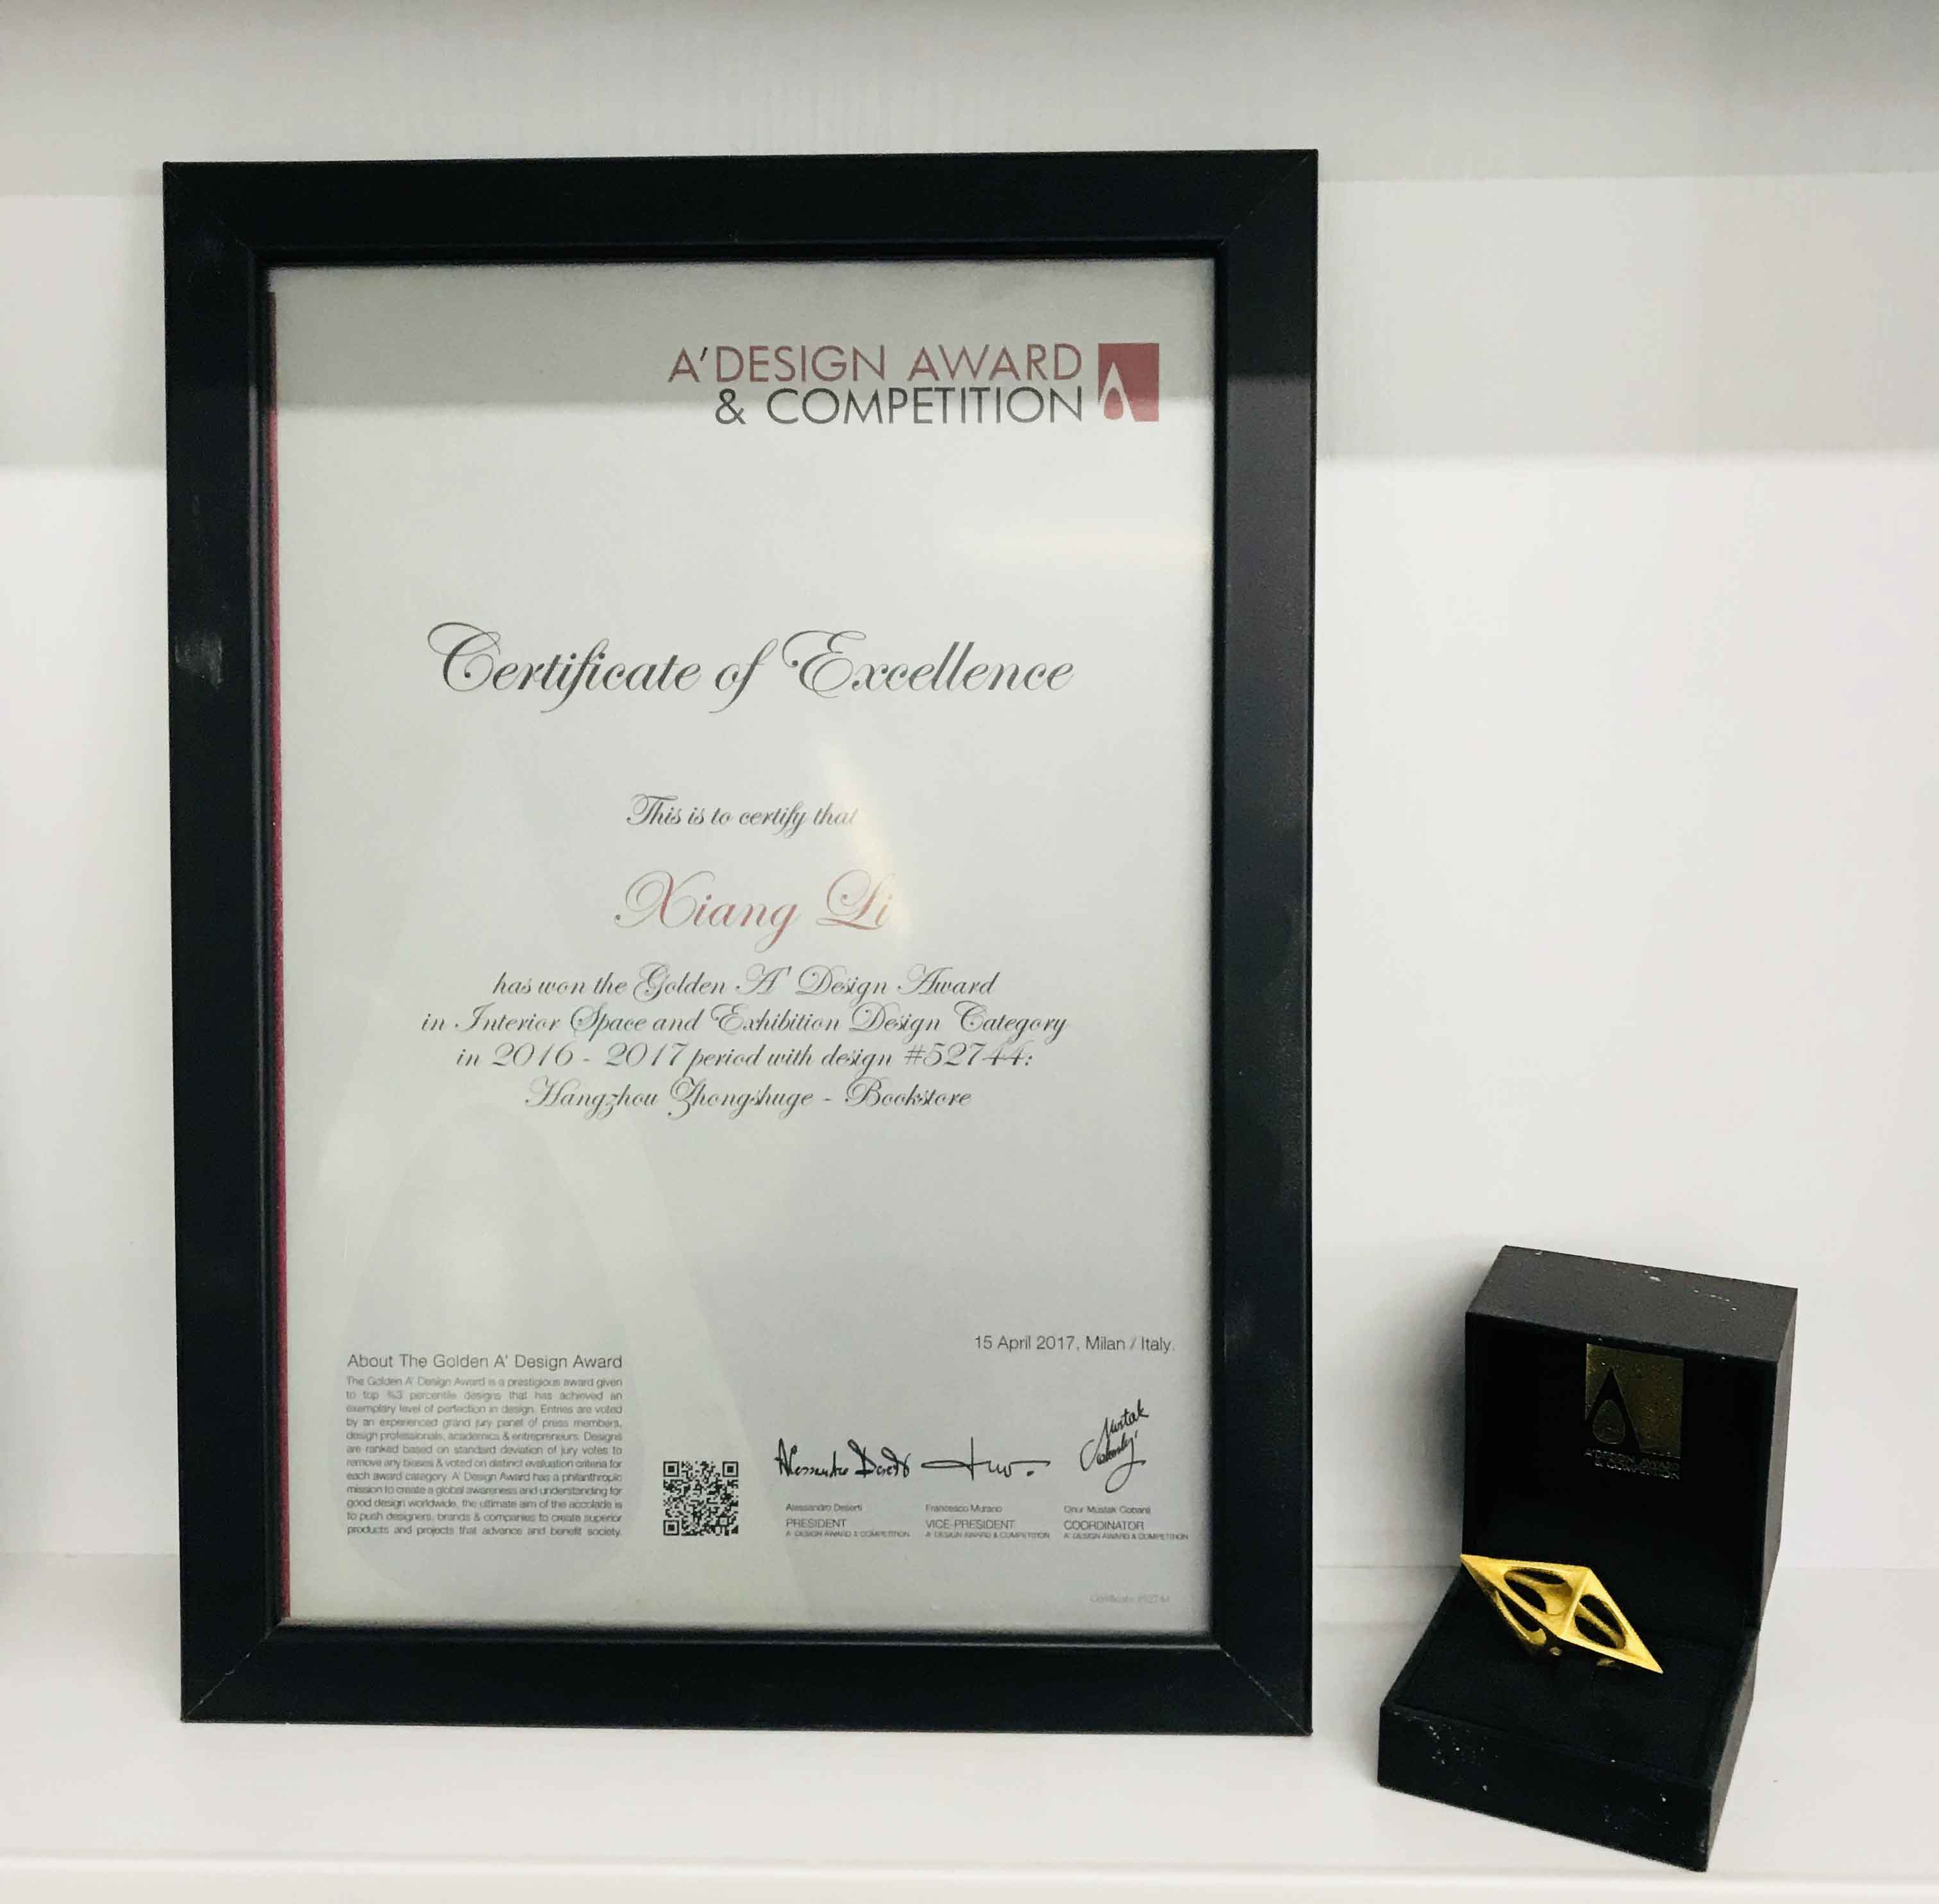 A' DESIGN AWARD
& COMPETITION
Certificate of Excellence
This is to certify that
Xiang Li
has won the Golden A' Design Award
in Interior Space and Exhibition Design Category
in 2016 - 2017 period with design #52744:
Hangzhou Zhongshuge - Bookstore
15 April 2017, Milan / Italy.
About The Golden A' Design Award
The Golden A' Design Award is a prestigious award given
to top %3 percentile designs that has achieved an
exemplary level of perfection in design. Entries are voted
by an experienced grand jury panel of press members,
design professionals, academics & entrepreneurs. Designs
are ranked based on standard deviation of jury votes to
remove any biases & voted on distinct evaluation criteria for
each award category. A' Design Award has a philanthropic
mission to create a global awareness and understanding for
good design worldwide, the ultimate aim of the accolade is
to push designers, brands & companies to create superior
products and projects that advance and benefit society.
Alessandro Deserti
PRESIDENT
A' DESIGN AWARD & COMPETITION
Francesco Murano
VICE-PRESIDENT
A' DESIGN AWARD & COMPETITION
Onur Mustak Cobanli
COORDINATOR
A' DESIGN AWARD & COMPETITION
Certificate #52744
A' DESIGN AWARD
& COMPETITION